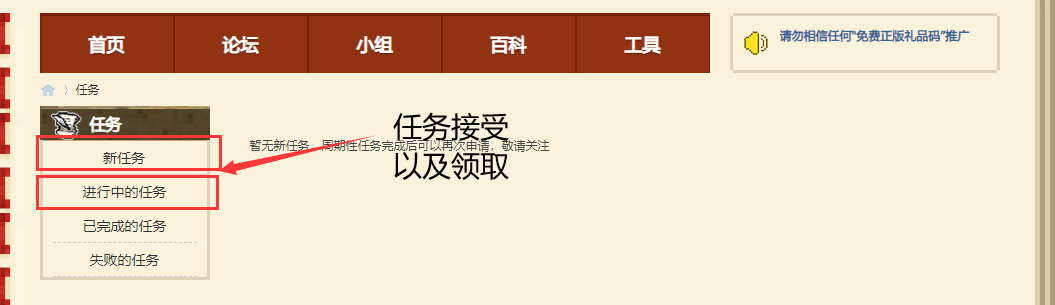 首页 论坛 小组 百科 工具
请勿相信任何"免费正版礼品码"推广
任务
任务
新任务
进行中的任务
已完成的任务
失败的任务
暂无新任务，周期性任务完成后可以再次申请，敬请关注
任务接受
以及领取